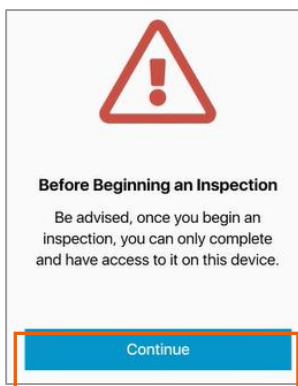 Before Beginning an Inspection
Be advised, once you begin an
inspection, you can only complete
and have access to it on this device.
Continue